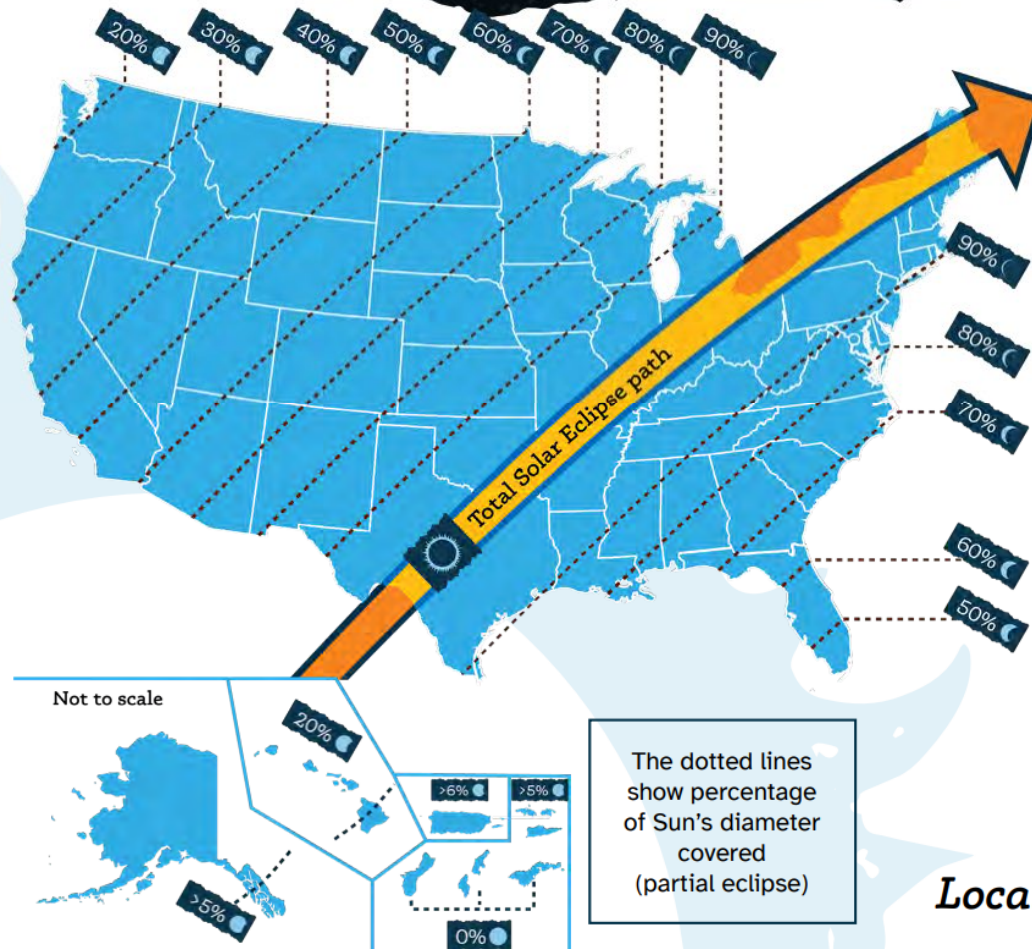 20%
30%
40%
50%
60%
70%
80%
90%
90%
80%
70%
Total Solar Eclipse path
60%
50%
Not to scale
20%
>6%
>5%
>5%
0%
The dotted lines
show percentage
of Sun's diameter
covered
(partial eclipse)
Loca